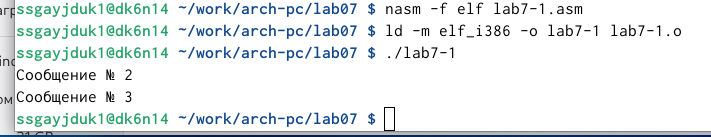 ssgayjduk1@dk6n14 ~/work/arch-pc/lab07 $ nasm -f elf lab7-1.asm
ssgayjduk1@dk6n14 ~/work/arch-pc/lab07 $ ld -m elf_i386 -o lab7-1 lab7-1.o
ssgayjduk1@dk6n14 ~/work/arch-pc/lab07 $ ./lab7-1
Сообщение № 2
Сообщение № 3
ssgayjduk1@dk6n14 ~/work/arch-pc/lab07 $